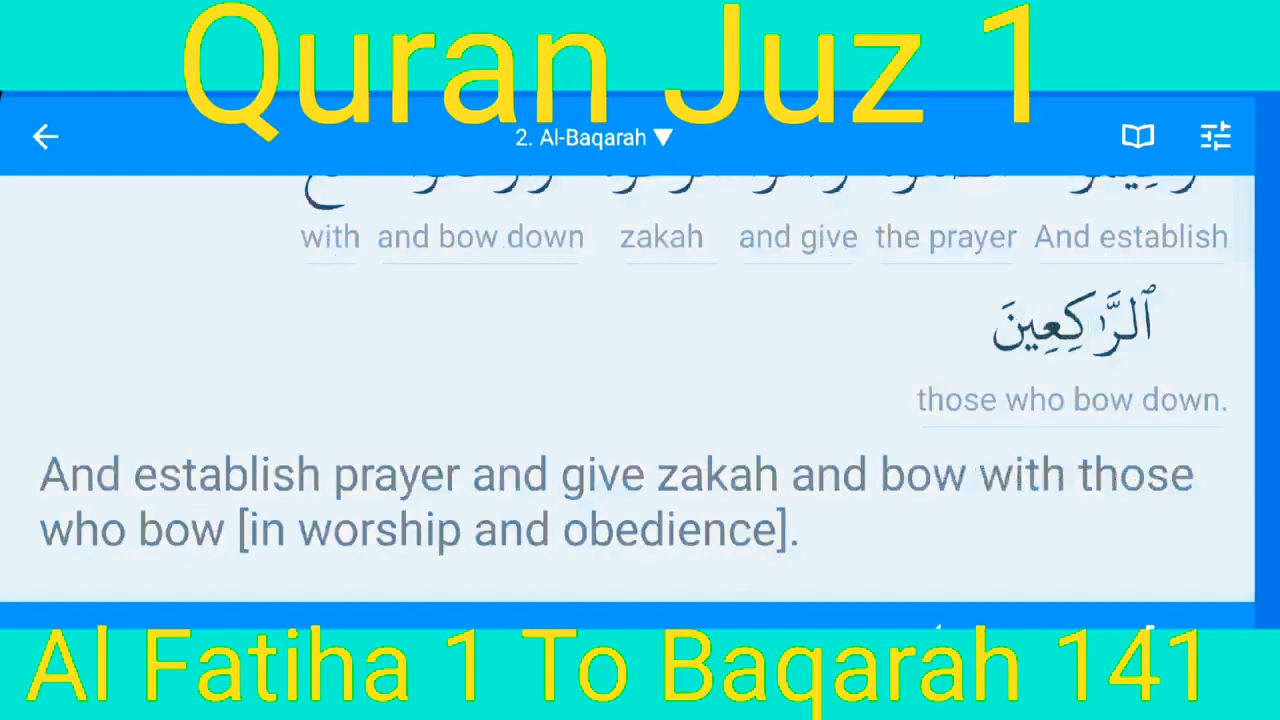 Quran Juz 1
2. Al-Baqarah ▼
with and bow down zakah and give the prayer And establish
ٱلرَّٰكِعِينَ
those who bow down.
And establish prayer and give zakah and bow with those
who bow [in worship and obedience].
Al Fatiha 1 To Baqarah 141